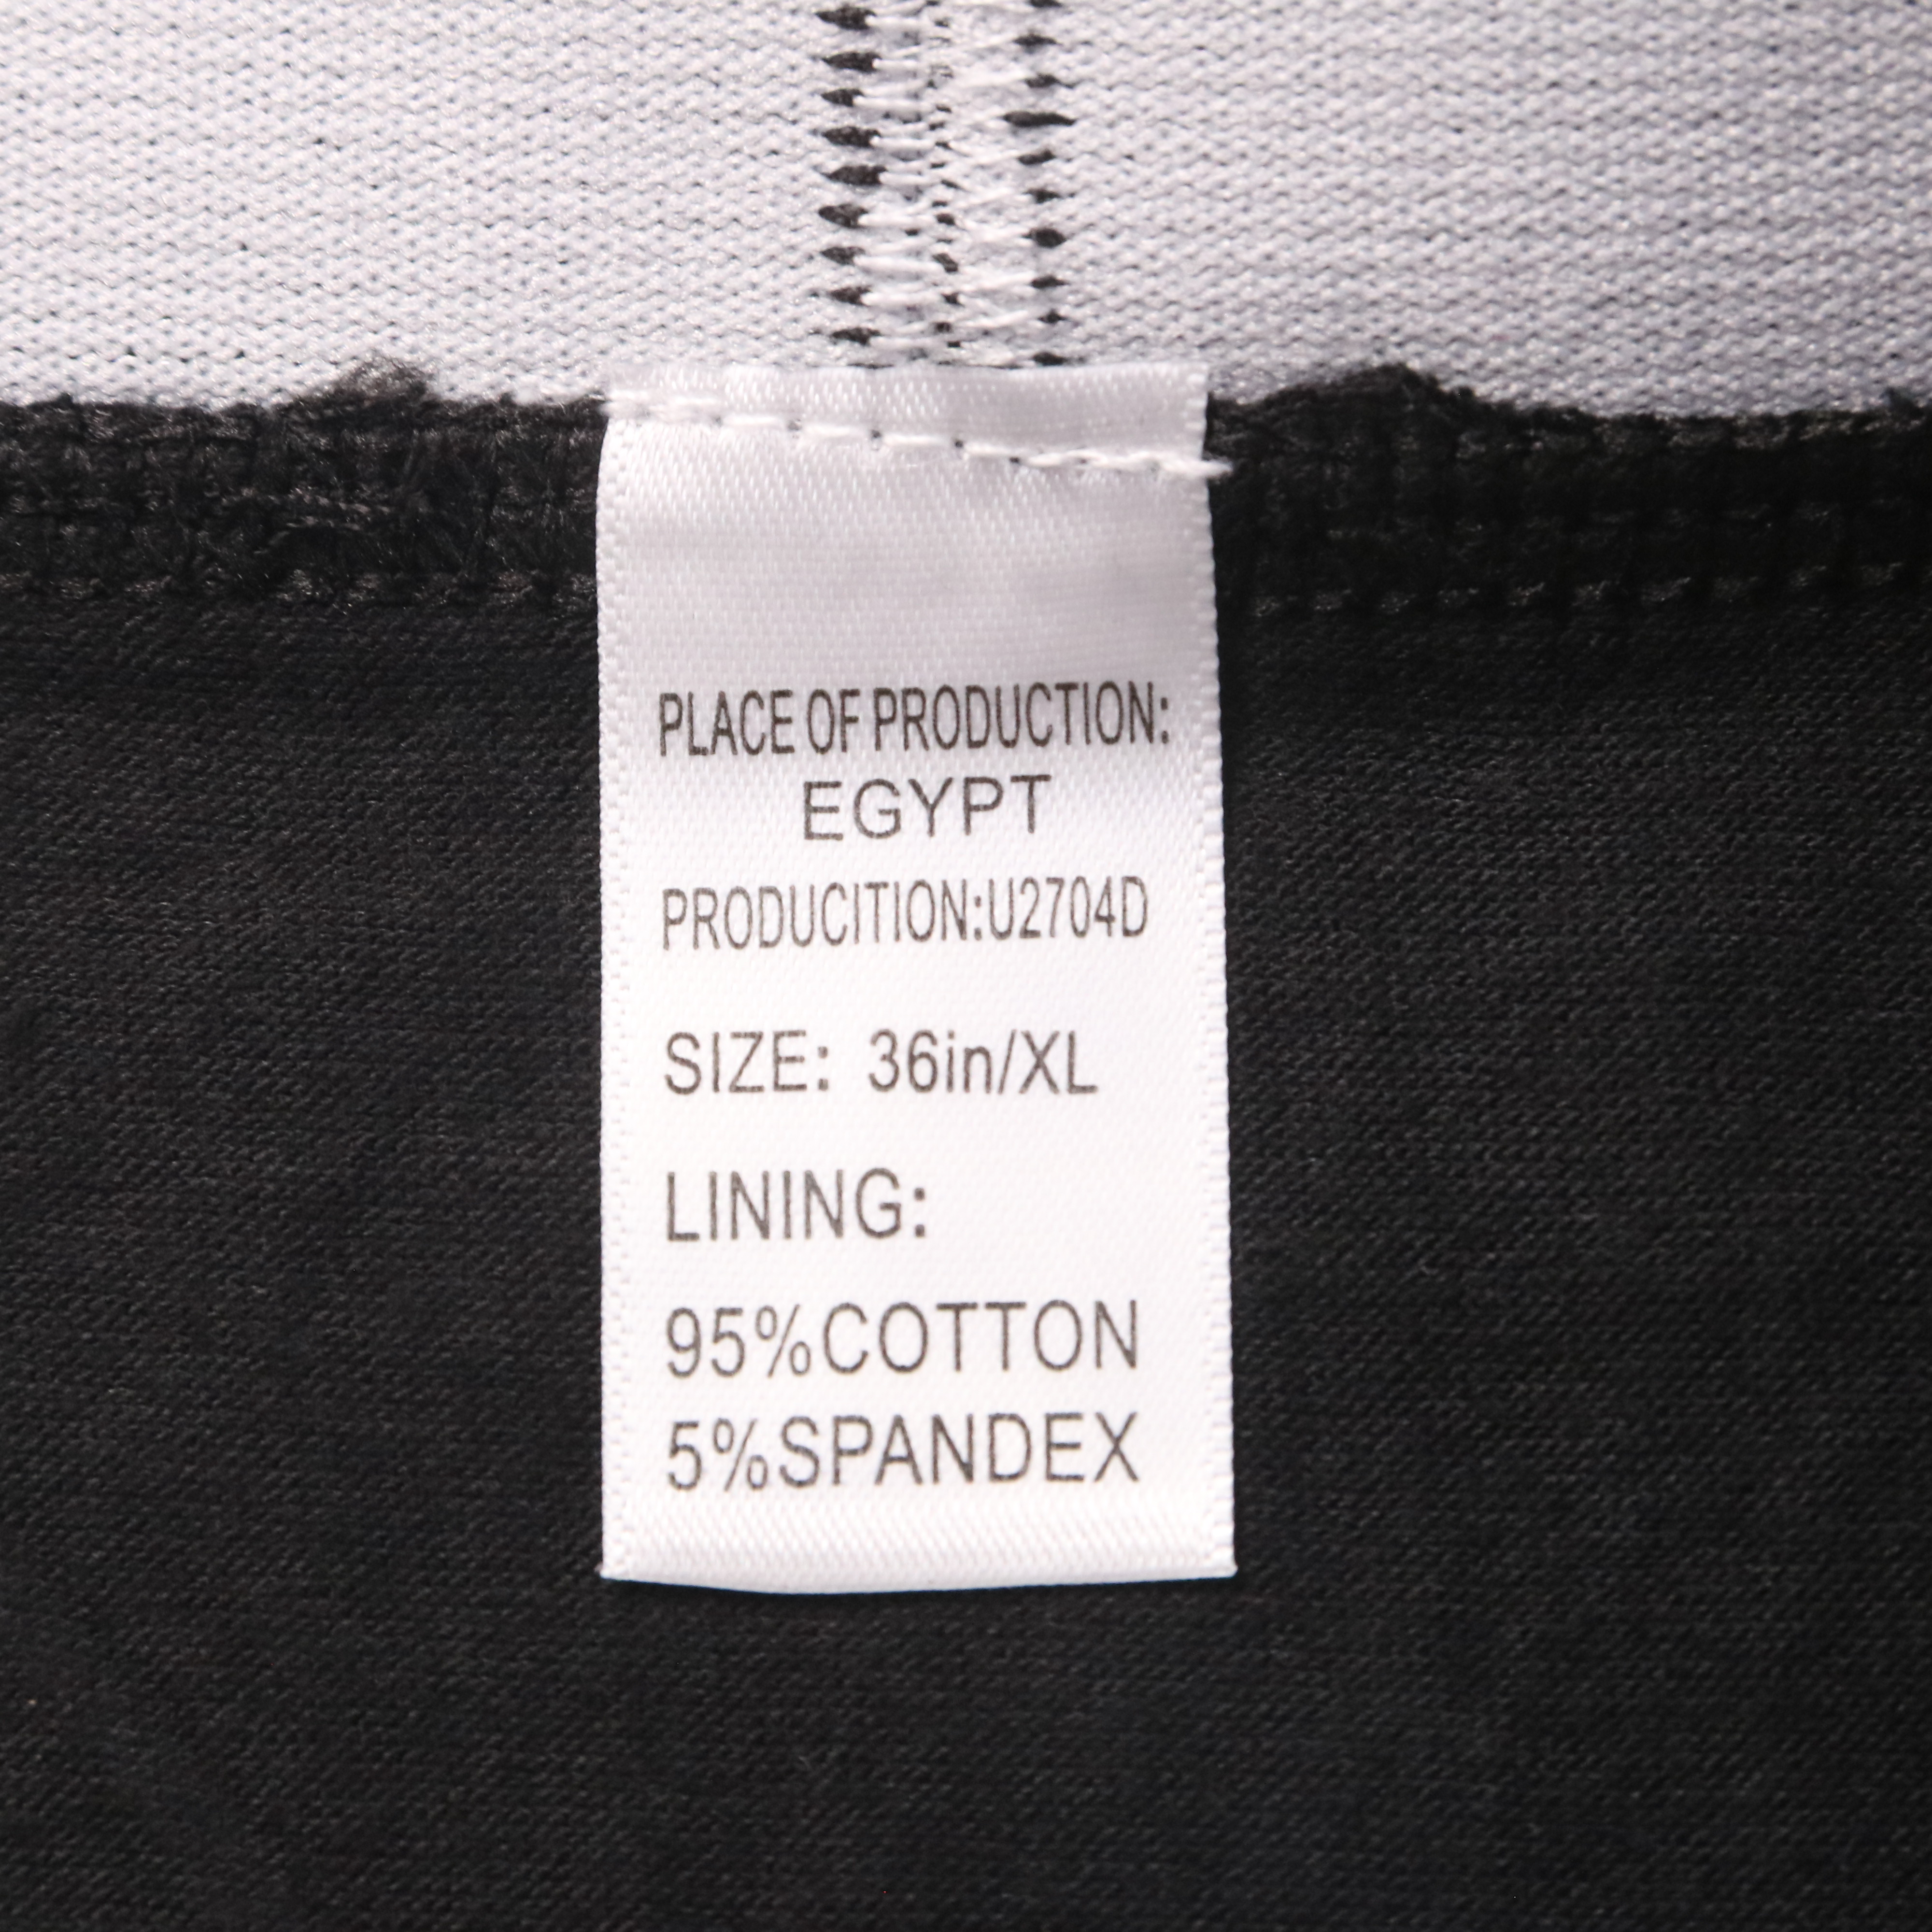 PLACE OF PRODUCTION:
EGYPT
PRODUCITION:U2704D
SIZE: 36in/XL
LINING:
95%COTTON
5%SPANDEX